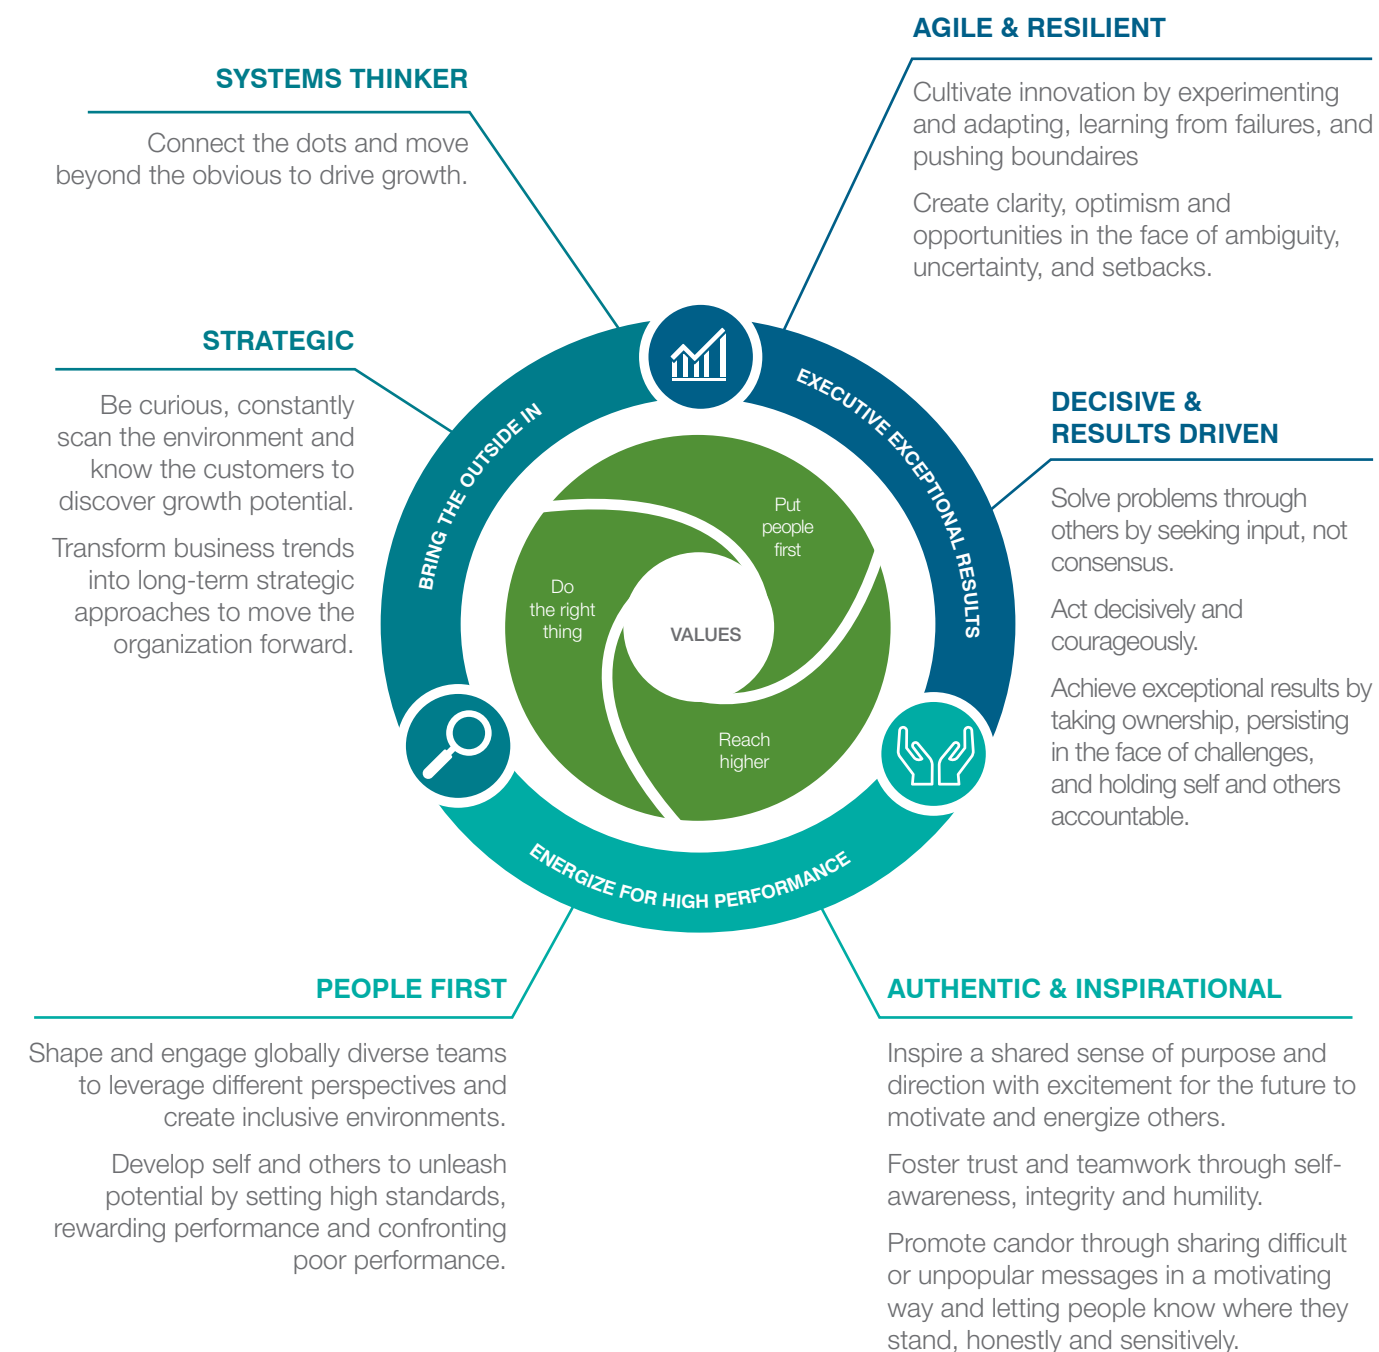 SYSTEMS THINKER
Connect the dots and move
beyond the obvious to drive growth.
AGILE & RESILIENT
Cultivate innovation by experimenting
and adapting, learning from failures, and
pushing boundaires
Create clarity, optimism and
opportunities in the face of ambiguity,
uncertainty, and setbacks.
STRATEGIC
Be curious, constantly
scan the environment and
know the customers to
discover growth potential.
Transform business trends
into long-term strategic
approaches to move the
organization forward.
BRING THE OUTSIDE IN
EXECUTIVE EXCEPTIONAL RESULTS
ENERGIZE FOR HIGH PERFORMANCE
Put
people
first
Do
the right
thing
VALUES
Reach
higher
DECISIVE &
RESULTS DRIVEN
Solve problems through
others by seeking input, not
consensus.
Act decisively and
courageously.
Achieve exceptional results by
taking ownership, persisting
in the face of challenges,
and holding self and others
accountable.
PEOPLE FIRST
Shape and engage globally diverse teams
to leverage different perspectives and
create inclusive environments.
Develop self and others to unleash
potential by setting high standards,
rewarding performance and confronting
poor performance.
AUTHENTIC & INSPIRATIONAL
Inspire a shared sense of purpose and
direction with excitement for the future to
motivate and energize others.
Foster trust and teamwork through self-
awareness, integrity and humility.
Promote candor through sharing difficult
or unpopular messages in a motivating
way and letting people know where they
stand, honestly and sensitively.